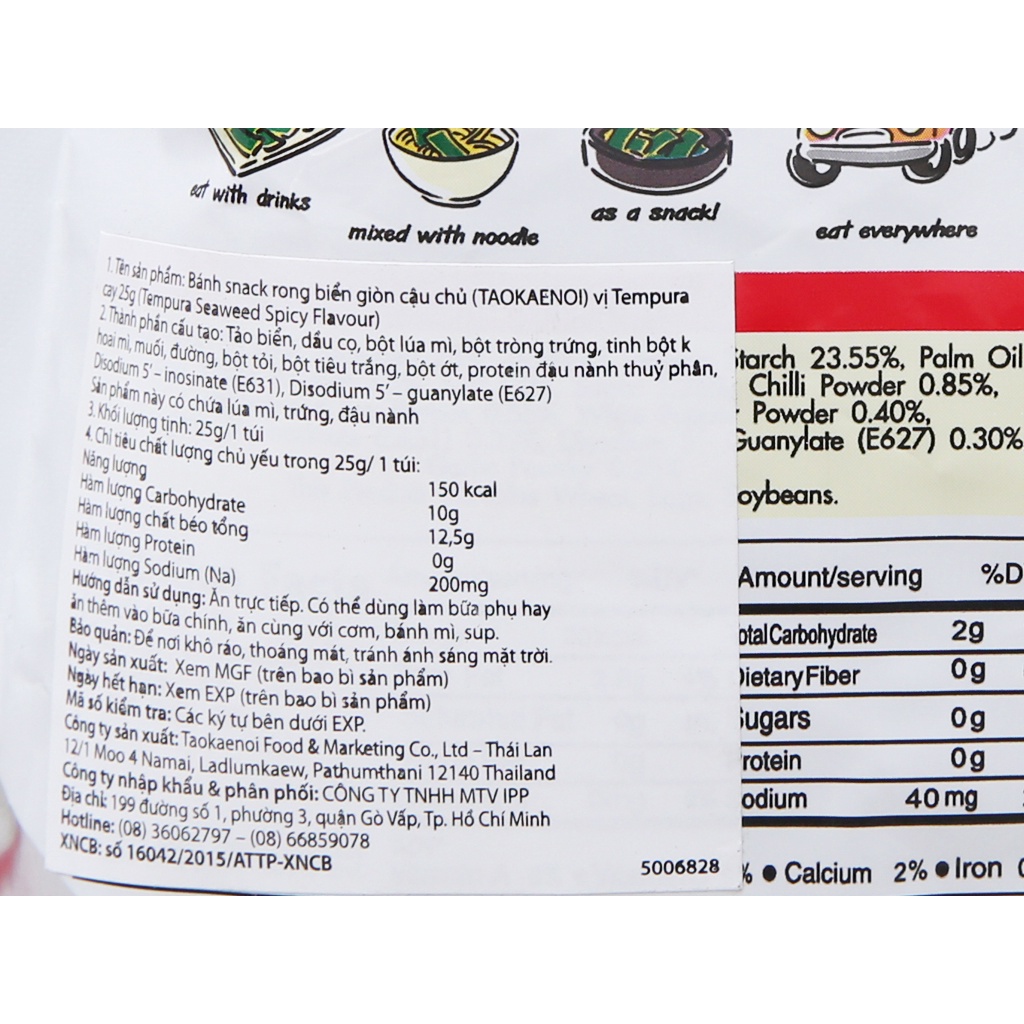 eat with drinks
mixed with noodle
as a snack!
eat everywhere
1. Tên sản phẩm: Bánh snack rong biển giòn cậu chủ (TAOKAENOI) vị Tempura
cay 25g (Tempura Seaweed Spicy Flavour)
2. Thành phần cấu tạo: Tảo biển, dầu cọ, bột lúa mì, bột tròng trứng, tinh bột k
hoai mì, muối, đường, bột tỏi, bột tiêu trắng, bột ớt, protein đậu nành thuỷ phân,
Disodium 5' – inosinate (E631), Disodium 5' – guanylate (E627)
Sản phẩm này có chứa lúa mì, trứng, đậu nành
3. Khối lượng tịnh: 25g/1 túi
4. Chỉ tiêu chất lượng chủ yếu trong 25g/ 1 túi:
Năng lượng 150 kcal
Hàm lượng Carbohydrate 10g
Hàm lượng chất béo tổng 12,5g
Hàm lượng Protein 0g
Hàm lượng Sodium (Na) 200mg
Hướng dẫn sử dụng: Ăn trực tiếp. Có thể dùng làm bữa phụ hay
ăn thêm vào bữa chính, ăn cùng với cơm, bánh mì, sup.
Bảo quản: Để nơi khô ráo, thoáng mát, tránh ánh sáng mặt trời.
Ngày sản xuất: Xem MGF (trên bao bì sản phẩm)
Ngày hết hạn: Xem EXP (trên bao bì sản phẩm)
Mã số kiểm tra: Các ký tự bên dưới EXP.
Công ty sản xuất: Taokaenoi Food & Marketing Co., Ltd – Thái Lan
12/1 Moo 4 Namai, Ladlumkaew, Pathumthani 12140 Thailand
Công ty nhập khẩu & phân phối: CÔNG TY TNHH MTV IPP
Địa chỉ: 199 đường số 1, phường 3, quận Gò Vấp, Tp. Hồ Chí Minh
Hotline: (08) 36062797 – (08) 66859078
XNCB: số 16042/2015/ATTP-XNCB
5006828
Starch 23.55%, Palm Oil
Chilli Powder 0.85%,
Powder 0.40%,
Guanylate (E627) 0.30%
oybeans.
Amount/serving %D
otal Carbohydrate 2g
Dietary Fiber 0g
Sugars 0g
rotein 0g
odium 40 mg
% ● Calcium 2% ● Iron